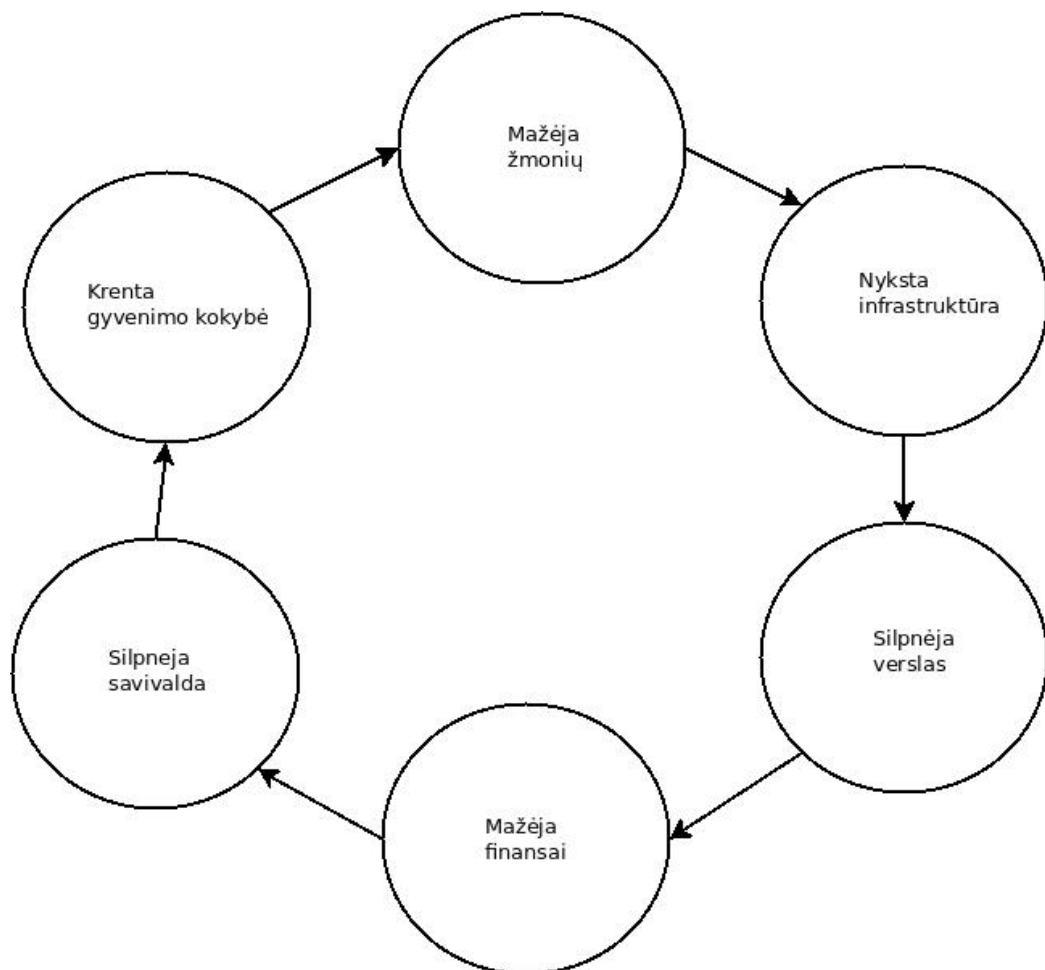 Mažėja
žmonių
Nyksta
infrastruktūra
Silpnėja
verslas
Mažėja
finansai
Silpneja
savivalda
Krenta
gyvenimo kokybė